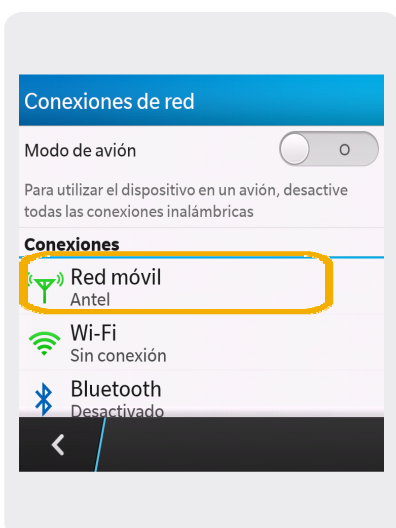 Conexiones de red
Modo de avión
Para utilizar el dispositivo en un avión, desactive
todas las conexiones inalámbricas
Conexiones
Red móvil
Antel
Wi-Fi
Sin conexión
Bluetooth
Desactivado